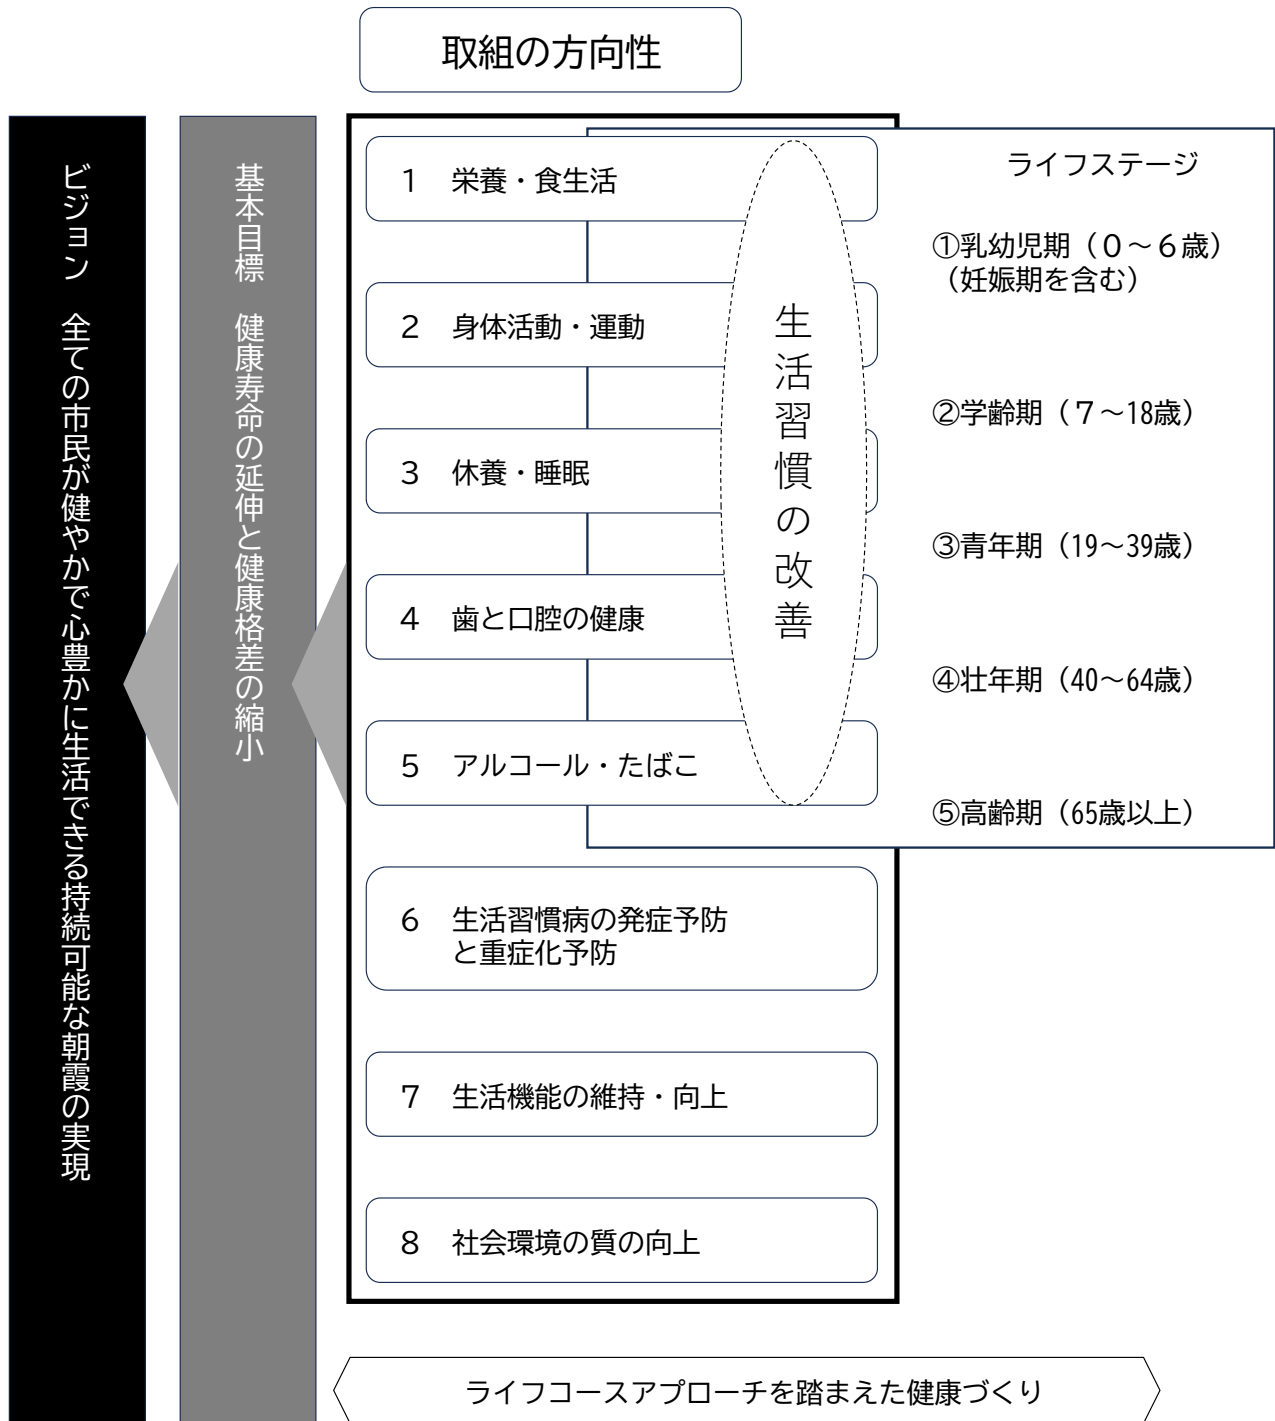 取組の方向性
ビジョン　全ての市民が健やかで心豊かに生活できる持続可能な朝霞の実現
基本目標　健康寿命の延伸と健康格差の縮小
1　栄養・食生活
2　身体活動・運動
3　休養・睡眠
4　歯と口腔の健康
5　アルコール・たばこ
生活習慣の改善
ライフステージ
①乳幼児期（０～６歳）
（妊娠期を含む）
②学齢期（７～18歳）
③青年期（19～39歳）
④壮年期（40～64歳）
⑤高齢期（65歳以上）
6　生活習慣病の発症予防
と重症化予防
7　生活機能の維持・向上
8　社会環境の質の向上
ライフコースアプローチを踏まえた健康づくり